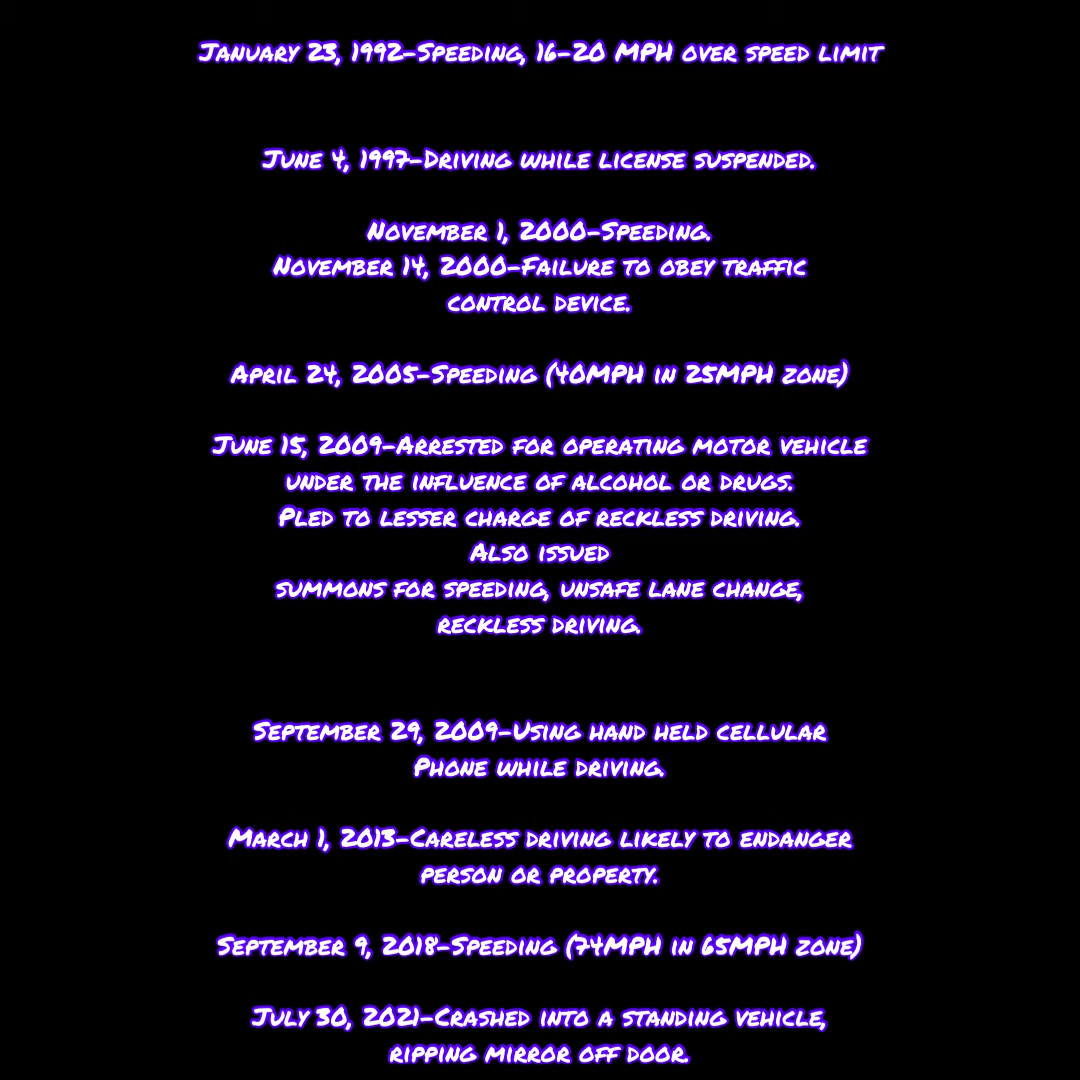 January 23, 1992-Speeding, 16-20 MPH over speed limit
June 4, 1997-Driving while license suspended.
November 1, 2000-Speeding.
November 14, 2000-Failure to obey traffic
control device.
April 24, 2005-Speeding (40MPH in 25MPH zone)
June 15, 2009-Arrested for operating motor vehicle
under the influence of alcohol or drugs.
Pled to lesser charge of reckless driving.
Also issued
summons for speeding, unsafe lane change,
reckless driving.
September 29, 2009-Using hand held cellular
Phone while driving.
March 1, 2013-Careless driving likely to endanger
person or property.
September 9, 2018-Speeding (74MPH in 65MPH zone)
July 30, 2021-Crashed into a standing vehicle,
ripping mirror off door.